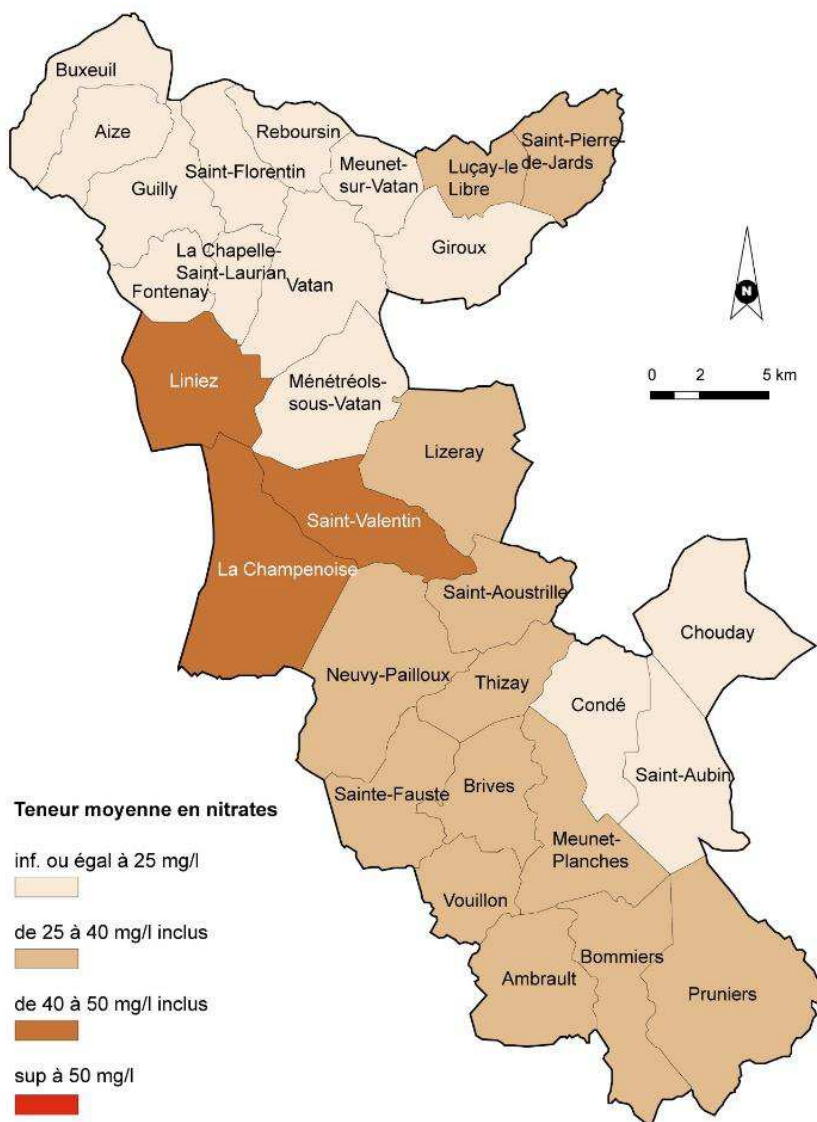 Buxeuil
Aize
Reboursin
Saint-Florentin
Guilly
Meunet-
sur-Vatan
Luçay-le
Libre
Saint-Pierre-
de-Jards
Giroux
La Chapelle-
Saint-Laurian
Fontenay
Vatan
N
Liniez
Ménétréols-
sous-Vatan
0 2 5 km
Lizeray
Saint-Valentin
La Champenoise
Saint-Aoustrille
Chouday
Neuvy-Pailloux
Thizay
Condé
Saint-Aubin
Sainte-Fauste
Brives
Meunet-
Planches
Vouillon
Ambrault
Bommiers
Pruniers
Teneur moyenne en nitrates
inf. ou égal à 25 mg/l
de 25 à 40 mg/l inclus
de 40 à 50 mg/l inclus
sup à 50 mg/l